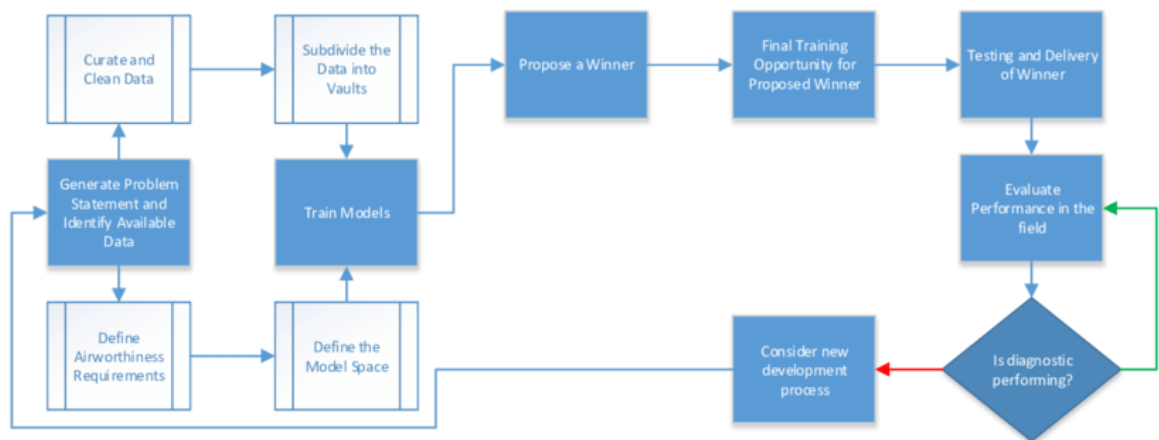 Curate and
Clean Data
Subdivide the
Data into
Vaults
Propose a Winner
Final Training
Opportunity for
Proposed Winner
Testing and Delivery
of Winner
Generate Problem
Statement and
Identify Available
Data
Train Models
Evaluate
Performance in the
field
Define
Airworthiness
Requirements
Define the
Model Space
Consider new
development
process
Is diagnostic
performing?